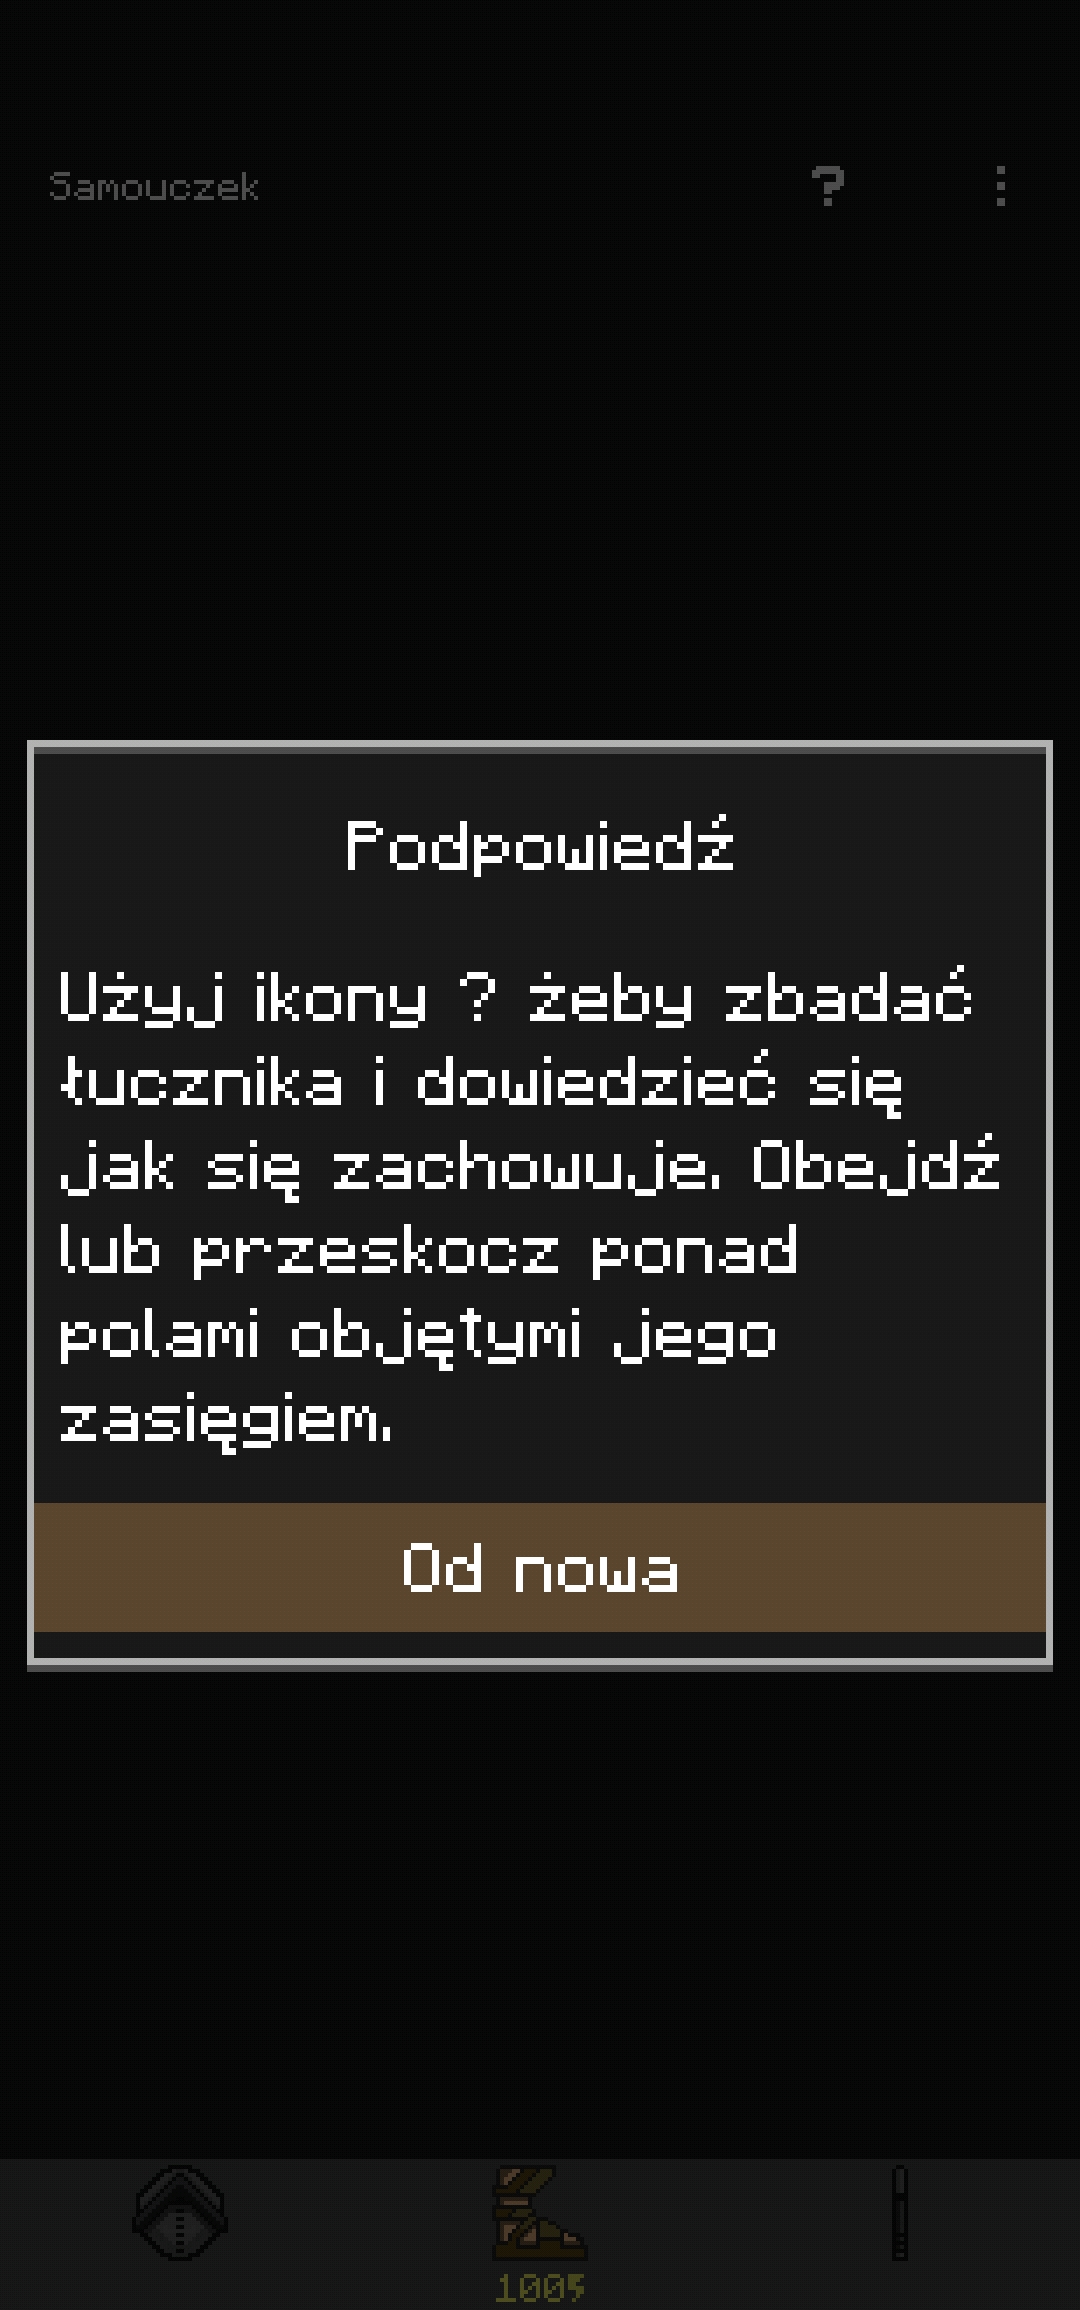 Samouczek ?
Podpowiedź
Użyj ikony ? żeby zbadać
łucznika i dowiedzieć się
jak się zachowuje. Obejdź
lub przeskocz ponad
polami objętymi jego
zasięgiem.
Od nowa
100